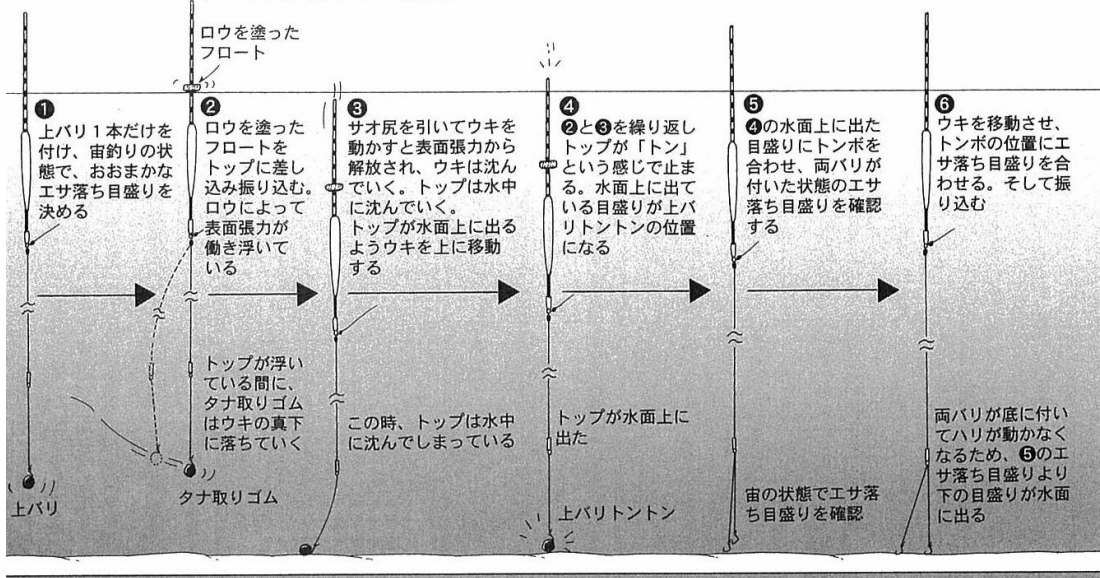 ロウを塗った
フロート
❶
上バリ1本だけを
付け、宙釣りの状
態で、おおまかな
エサ落ち目盛りを
決める
上バリ
❷
ロウを塗った
フロートを
トップに差し
込み振り込む。
ロウによって
表面張力が
働き浮いて
いる
トップが浮い
ている間に、
タナ取りゴム
はウキの真下
に落ちていく
タナ取りゴム
❸
サオ尻を引いてウキを
動かすと表面張力から
解放され、ウキは沈ん
でいく。トップは水中
に沈んでいく。
トップが水面上に出る
ようウキを上に移動
する
この時、トップは水中
に沈んでしまっている
❹
❷と❸を繰り返し
トップが「トン」
という感じで止ま
る。水面上に出て
いる目盛りが上バ
リトントンの位置
になる
トップが水面上に
出た
上バリトントン
❺
❹の水面上に出た
目盛りにトンボを
合わせ、両バリが
付いた状態のエサ
落ち目盛りを確認
する
宙の状態でエサ落
ち目盛りを確認
❻
ウキを移動させ、
トンボの位置にエ
サ落ち目盛りを合
わせる。そして振
り込む
両バリが底に付い
てハリが動かなく
なるため、❺のエ
サ落ち目盛りより
下の目盛りが水面
に出る